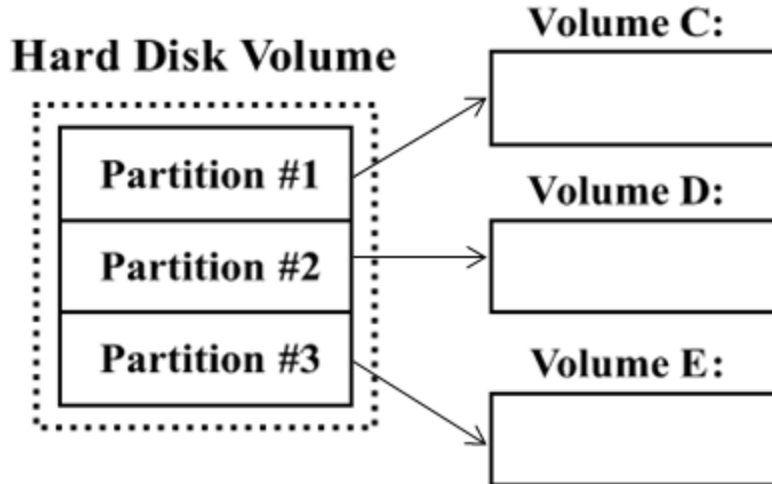 Hard Disk Volume
Partition #1
Partition #2
Partition #3
Volume C:
Volume D:
Volume E: